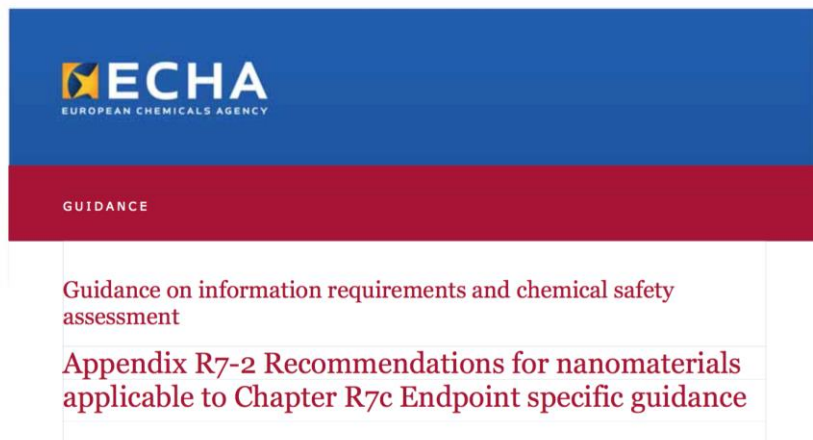 ECHA
EUROPEAN CHEMICALS AGENCY
GUIDANCE
Guidance on information requirements and chemical safety
assessment
Appendix R7-2 Recommendations for nanomaterials
applicable to Chapter R7c Endpoint specific guidance